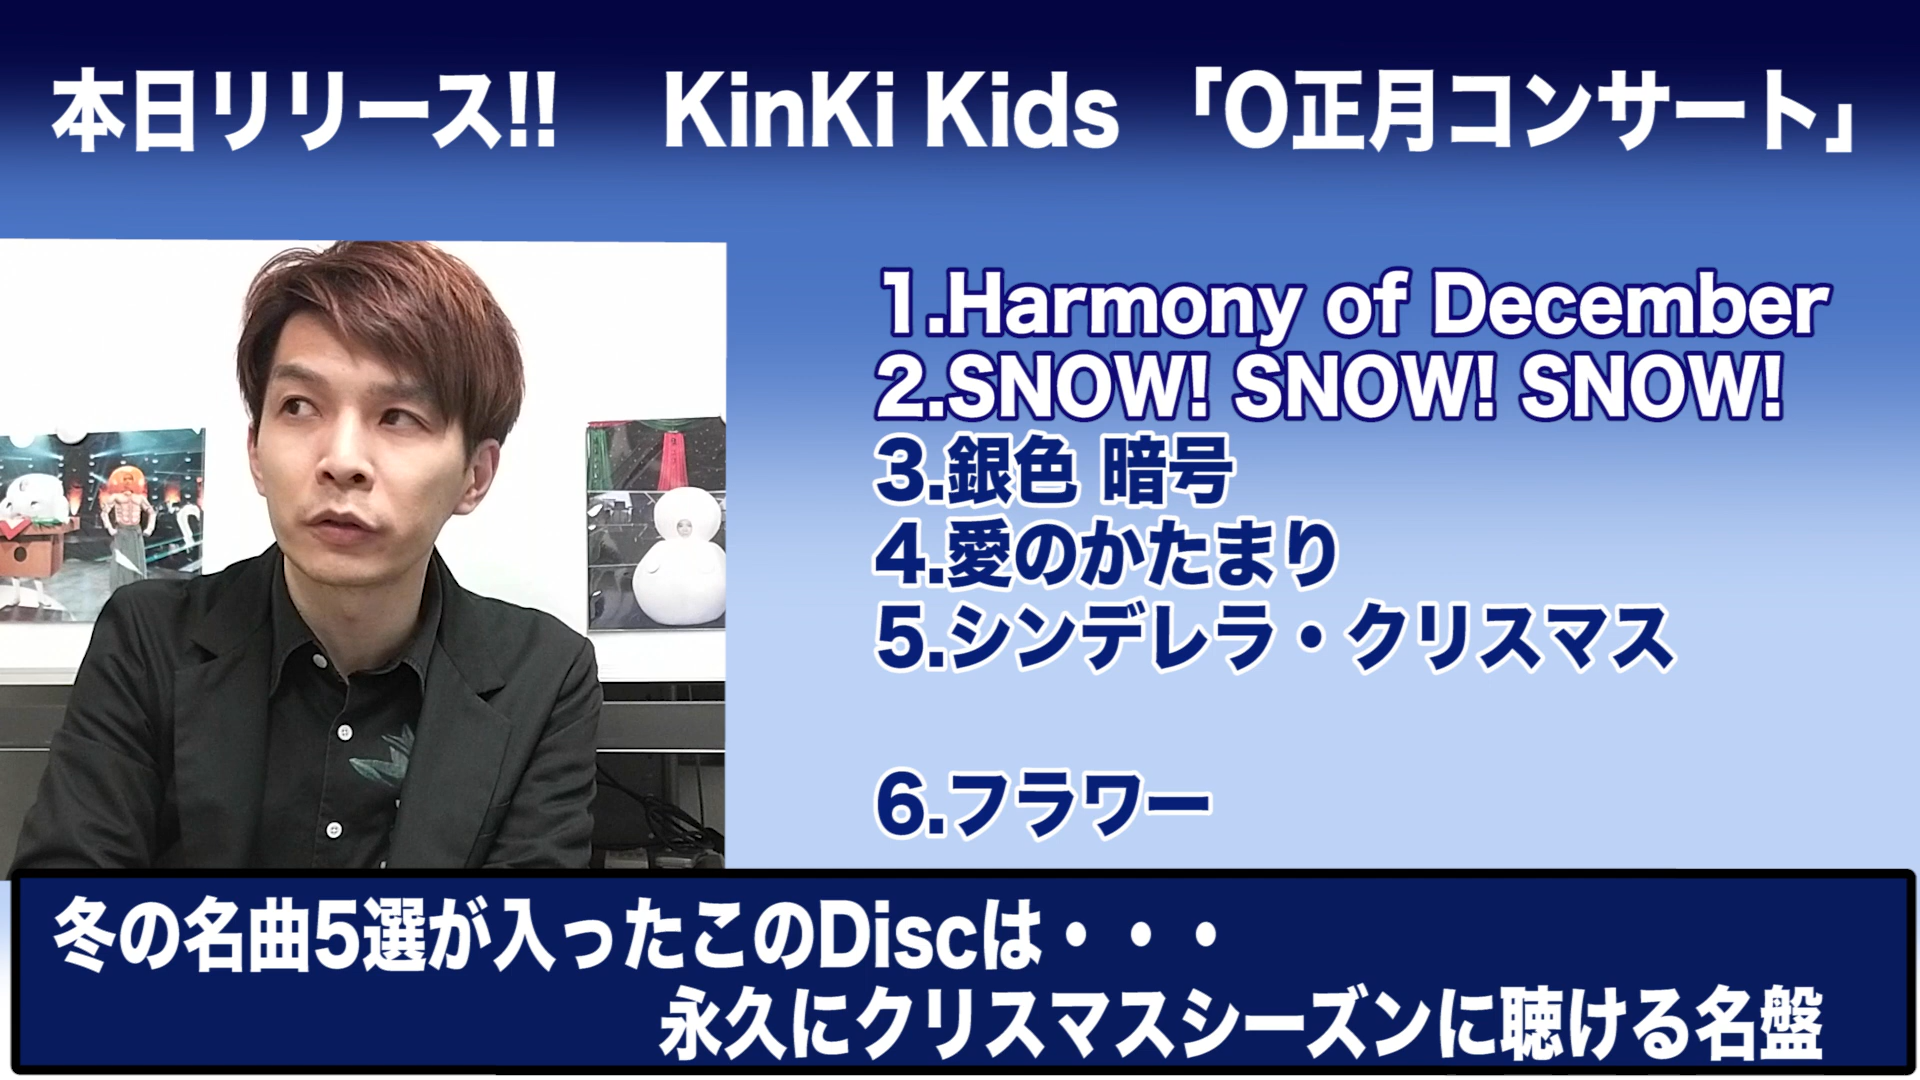 本日リリース!! KinKi Kids 「O正月コンサート」
1.Harmony of December
2.SNOW! SNOW! SNOW!
3.銀色 暗号
4.愛のかたまり
5.シンデレラ・クリスマス
6.フラワー
冬の名曲5選が入ったこのDiscは・・・
永久にクリスマスシーズンに聴ける名盤